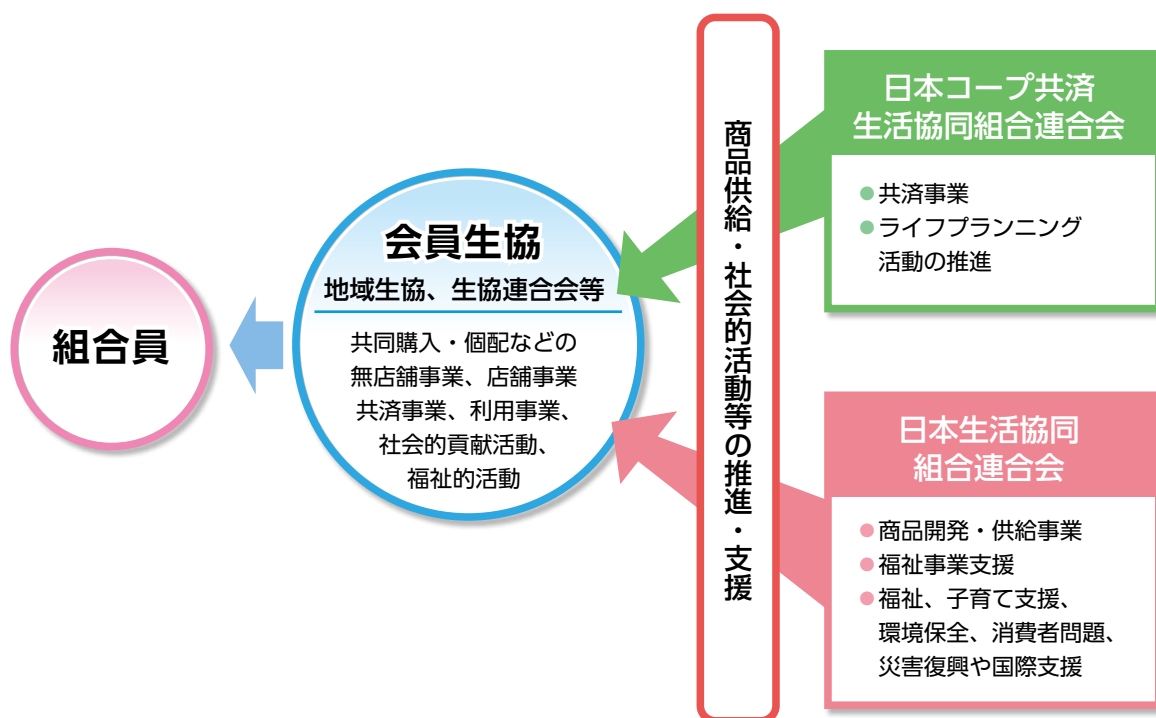 組合員
会員生協
地域生協、生協連合会等
共同購入・個配などの
無店舗事業、店舗事業
共済事業、利用事業、
社会的貢献活動、
福祉的活動
商品供給・社会的活動等の推進・支援
日本コープ共済
生活協同組合連合会
●共済事業
●ライフプランニング
活動の推進
日本生活協同
組合連合会
●商品開発・供給事業
●福祉事業支援
●福祉、子育て支援、
環境保全、消費者問題、
災害復興や国際支援